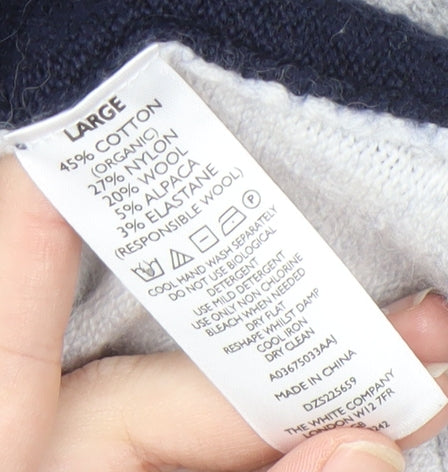 LARGE
45% COTTON
(ORGANIC)
27% NYLON
20% WOOL
5% ALPACA
3% ELASTANE
(RESPONSIBLE WOOL)
COOL HAND WASH SEPARATELY
DO NOT USE BIOLOGICAL
DETERGENT
USE MILD DETERGENT
USE ONLY NON CHLORINE
BLEACH WHEN NEEDED
DRY FLAT
RESHAPE WHILST DAMP
COOL IRON
DRY CLEAN
A03675033AAJ
MADE IN CHINA
DZS225659
THE WHITE COMPANY
LONDON W12 7FR